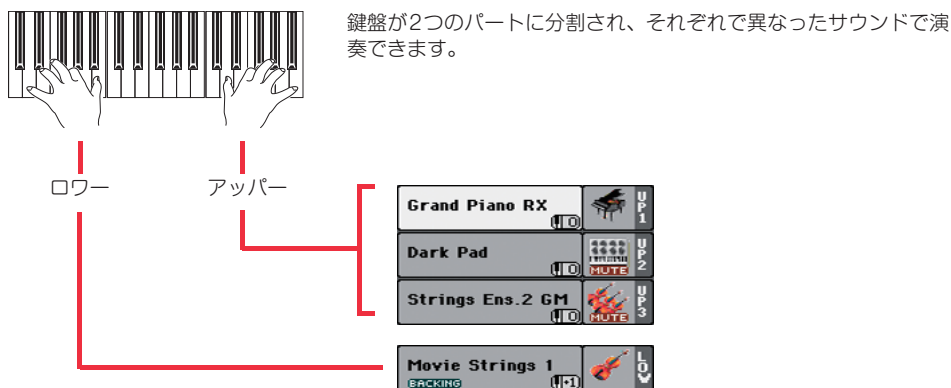 鍵盤が2つのパートに分割され、それぞれで異なったサウンドで演
奏できます。
ロワー
アッパー
Grand Piano RX
0
UP1
Dark Pad
0
MUTE
UP2
Strings Ens.2 GM
0
MUTE
UP3
Movie Strings 1
BACKING
+1
LOW